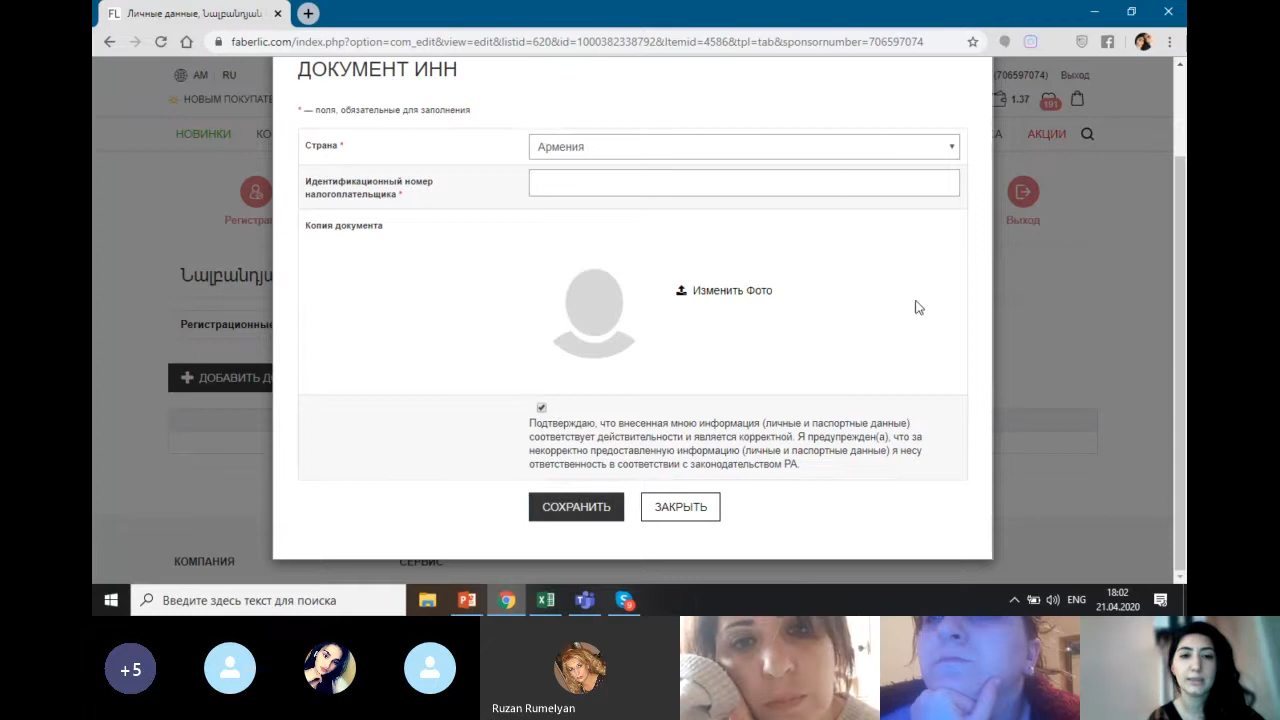 FL Личные данные, Նալբանդյան
faberlic.com/index.php?option=com_edit&view=edit&listid=620&id=1000382338792&Itemid=4586&tpl=tab&sponsornumber=706597074
AM RU
(706597074) Выход
НОВЫМ ПОКУПАТЕ
1.37 191
НОВИНКИ КО
А АКЦИИ
ДОКУМЕНТ ИНН
* — поля, обязательные для заполнения
Страна * Армения
Идентификационный номер
налогоплательщика *
Регистра
Выход
Копия документа
Նալբանդյա
Изменить Фото
Регистрационные
ДОБАВИТЬ Д
Подтверждаю, что внесенная мною информация (личные и паспортные данные)
соответствует действительности и является корректной. Я предупрежден(а), что за
некорректно предоставленную информацию (личные и паспортные данные) я несу
ответственность в соответствии с законодательством РА.
СОХРАНИТЬ ЗАКРЫТЬ
КОМПАНИЯ СЕРВИС
Введите здесь текст для поиска
ENG
18:02
21.04.2020
+5
Ruzan Rumelyan